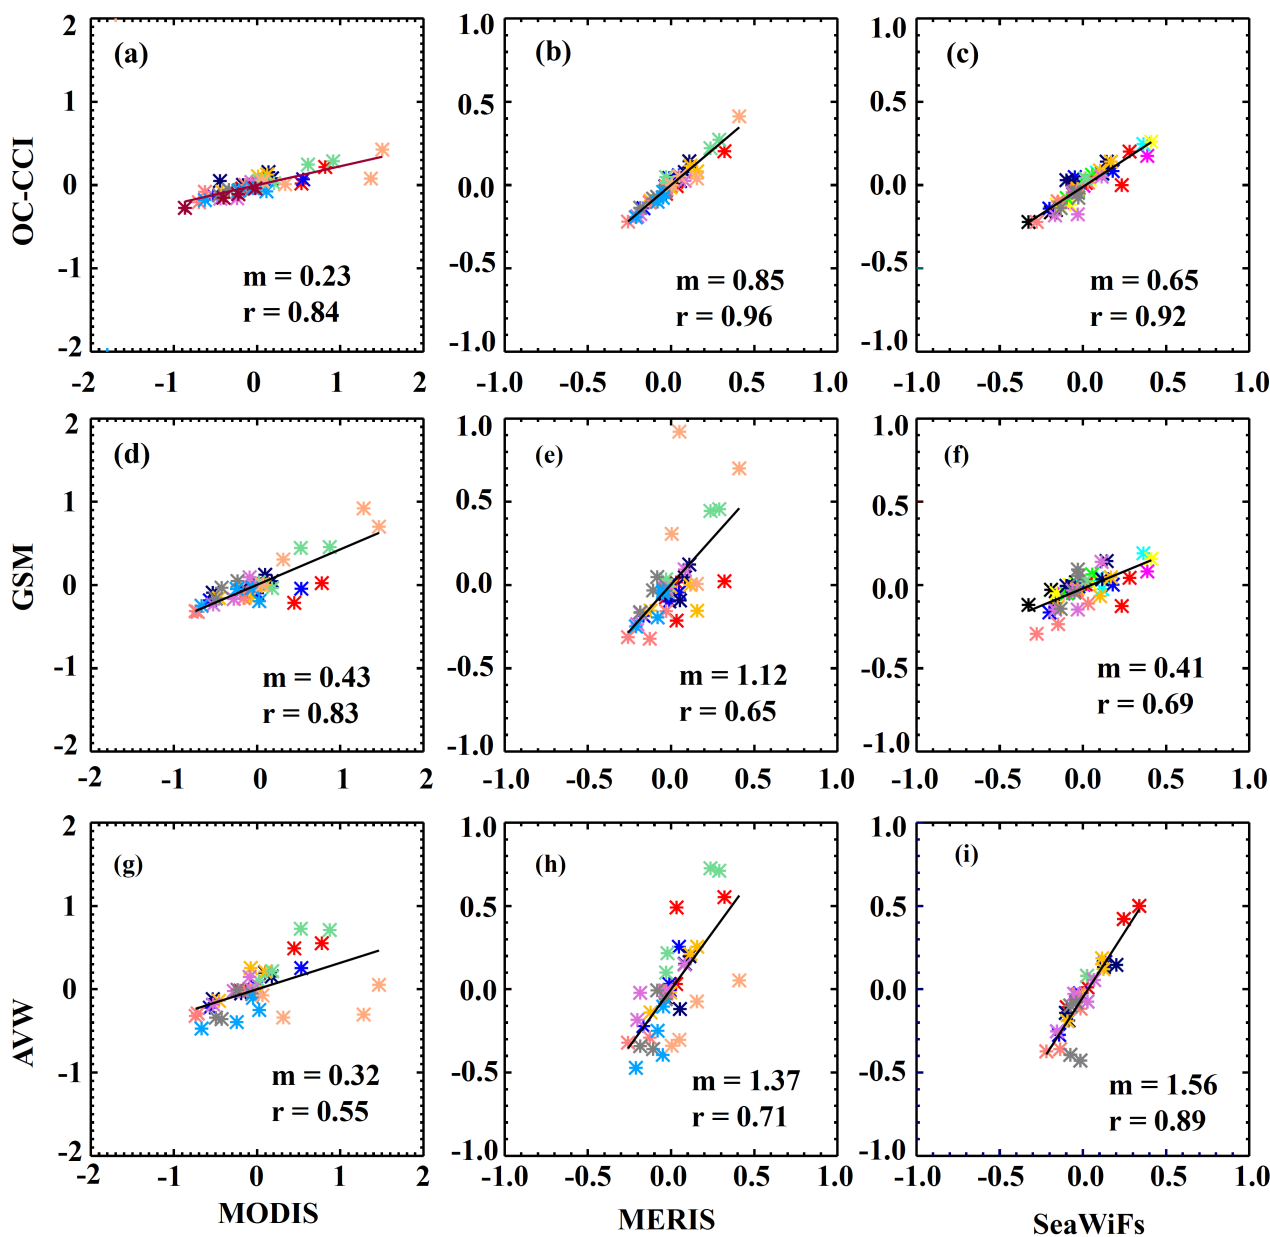 2
(a)
1
0
-1
-2
OC-CCI
m = 0.23
r = 0.84
-2 -1 0 1 2
1.0
(b)
0.5
0.0
-0.5
-1.0
m = 0.85
r = 0.96
-1.0 -0.5 0.0 0.5 1.0
1.0
(c)
0.5
0.0
-0.5
-1.0
m = 0.65
r = 0.92
-1.0 -0.5 0.0 0.5 1.0
2
(d)
1
0
-1
-2
GSM
m = 0.43
r = 0.83
-2 -1 0 1 2
1.0
(e)
0.5
0.0
-0.5
-1.0
m = 1.12
r = 0.65
-1.0 -0.5 0.0 0.5 1.0
1.0
(f)
0.5
0.0
-0.5
-1.0
m = 0.41
r = 0.69
-1.0 -0.5 0.0 0.5 1.0
2
(g)
1
0
-1
-2
AVW
m = 0.32
r = 0.55
-2 -1 0 1 2
MODIS
1.0
(h)
0.5
0.0
-0.5
-1.0
m = 1.37
r = 0.71
-1.0 -0.5 0.0 0.5 1.0
MERIS
1.0
(i)
0.5
0.0
-0.5
-1.0
m = 1.56
r = 0.89
-1.0 -0.5 0.0 0.5 1.0
SeaWiFs